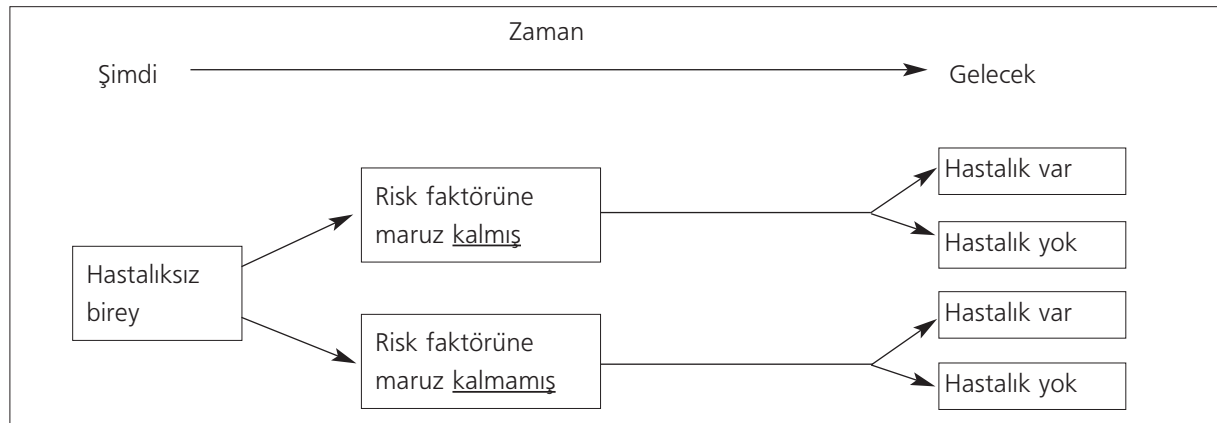 Zaman
Şimdi
Gelecek
Hastalıksız
birey
Risk faktörüne
maruz kalmış
Risk faktörüne
maruz kalmamış
Hastalık var
Hastalık yok
Hastalık var
Hastalık yok